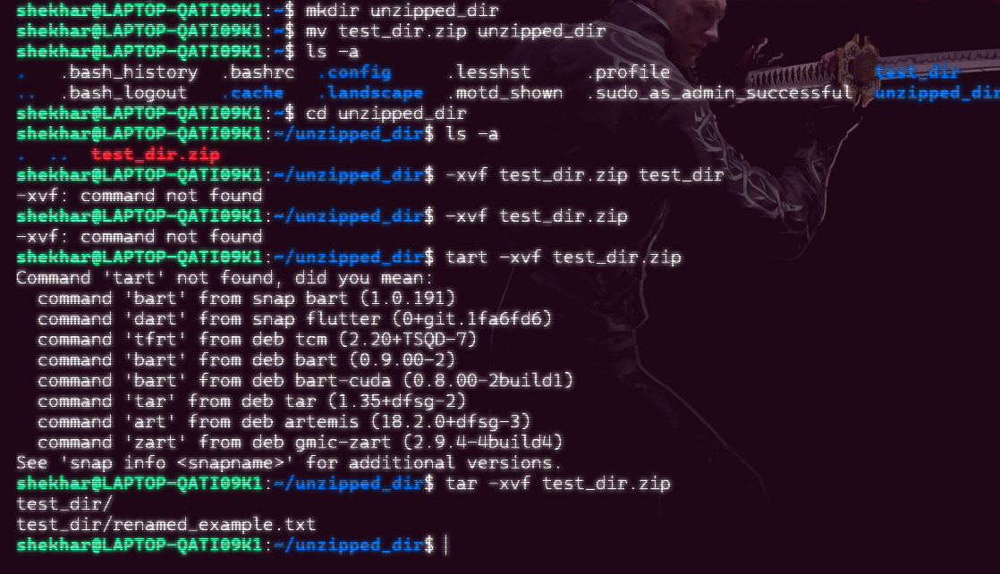 shekhar@LAPTOP-QATI09K1:~$ mkdir unzipped_dir
shekhar@LAPTOP-QATI09K1:~$ mv test_dir.zip unzipped_dir
shekhar@LAPTOP-QATI09K1:~$ ls -a
.   .bash_history  .bashrc  .config     .lesshst      .profile                   test_dir
..  .bash_logout   .cache   .landscape  .motd_shown  .sudo_as_admin_successful  unzipped_dir
shekhar@LAPTOP-QATI09K1:~$ cd unzipped_dir
shekhar@LAPTOP-QATI09K1:~/unzipped_dir$ ls -a
.  ..  test_dir.zip
shekhar@LAPTOP-QATI09K1:~/unzipped_dir$ -xvf test_dir.zip test_dir
-xvf: command not found
shekhar@LAPTOP-QATI09K1:~/unzipped_dir$ -xvf test_dir.zip
-xvf: command not found
shekhar@LAPTOP-QATI09K1:~/unzipped_dir$ tart -xvf test_dir.zip
Command 'tart' not found, did you mean:
  command 'bart' from snap bart (1.0.191)
  command 'dart' from snap flutter (0+git.1fa6fd6)
  command 'tfrt' from deb tcm (2.20+TSQD-7)
  command 'bart' from deb bart (0.9.00-2)
  command 'bart' from deb bart-cuda (0.8.00-2build1)
  command 'tar' from deb tar (1.35+dfsg-2)
  command 'art' from deb artemis (18.2.0+dfsg-3)
  command 'zart' from deb gmic-zart (2.9.4-4build4)
See 'snap info <snapname>' for additional versions.
shekhar@LAPTOP-QATI09K1:~/unzipped_dir$ tar -xvf test_dir.zip
test_dir/
test_dir/renamed_example.txt
shekhar@LAPTOP-QATI09K1:~/unzipped_dir$